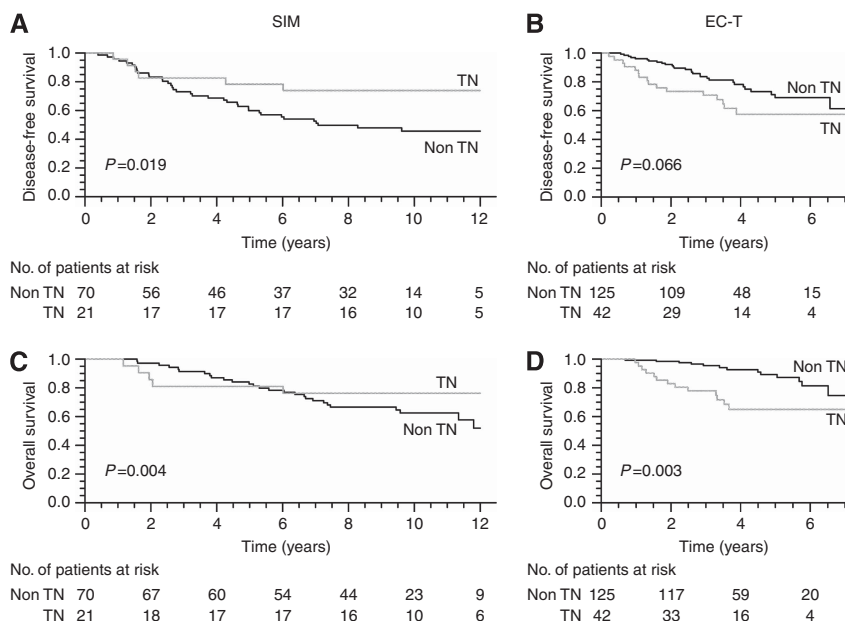 A
SIM
1.0
0.8
0.6
0.4
0.2
0.0
Disease-free survival
TN
Non TN
P=0.019
0 2 4 6 8 10 12
Time (years)
No. of patients at risk
Non TN 70 56 46 37 32 14 5
TN 21 17 17 17 16 10 5
B
EC-T
1.0
0.8
0.6
0.4
0.2
0.0
Disease-free survival
Non TN
TN
P=0.066
0 2 4 6
Time (years)
No. of patients at risk
Non TN 125 109 48 15
TN 42 29 14 4
C
1.0
0.8
0.6
0.4
0.2
0.0
Overall survival
TN
Non TN
P=0.004
0 2 4 6 8 10 12
Time (years)
No. of patients at risk
Non TN 70 67 60 54 44 23 9
TN 21 18 17 17 16 10 6
D
1.0
0.8
0.6
0.4
0.2
0.0
Overall survival
Non TN
TN
P=0.003
0 2 4 6
Time (years)
No. of patients at risk
Non TN 125 117 59 20
TN 42 33 16 4